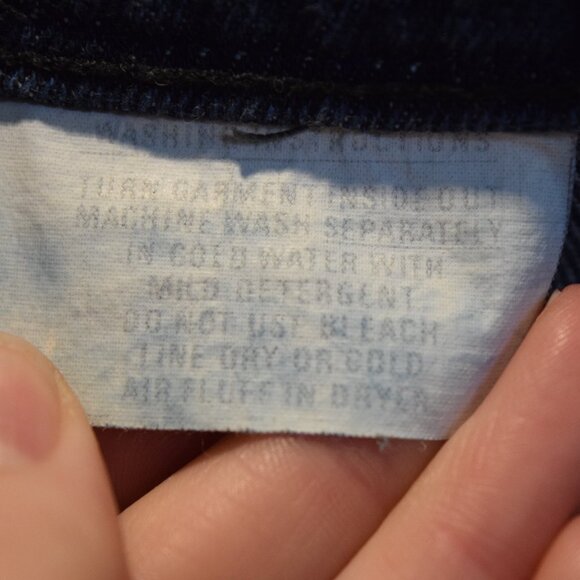 WASHING INSTRUCTIONS
TURN GARMENT INSIDE OUT
MACHINE WASH SEPARATELY
IN COLD WATER WITH
MILD DETERGENT
DO NOT USE BLEACH
LINE DRY OR COLD
AIR FLUFF IN DRYER